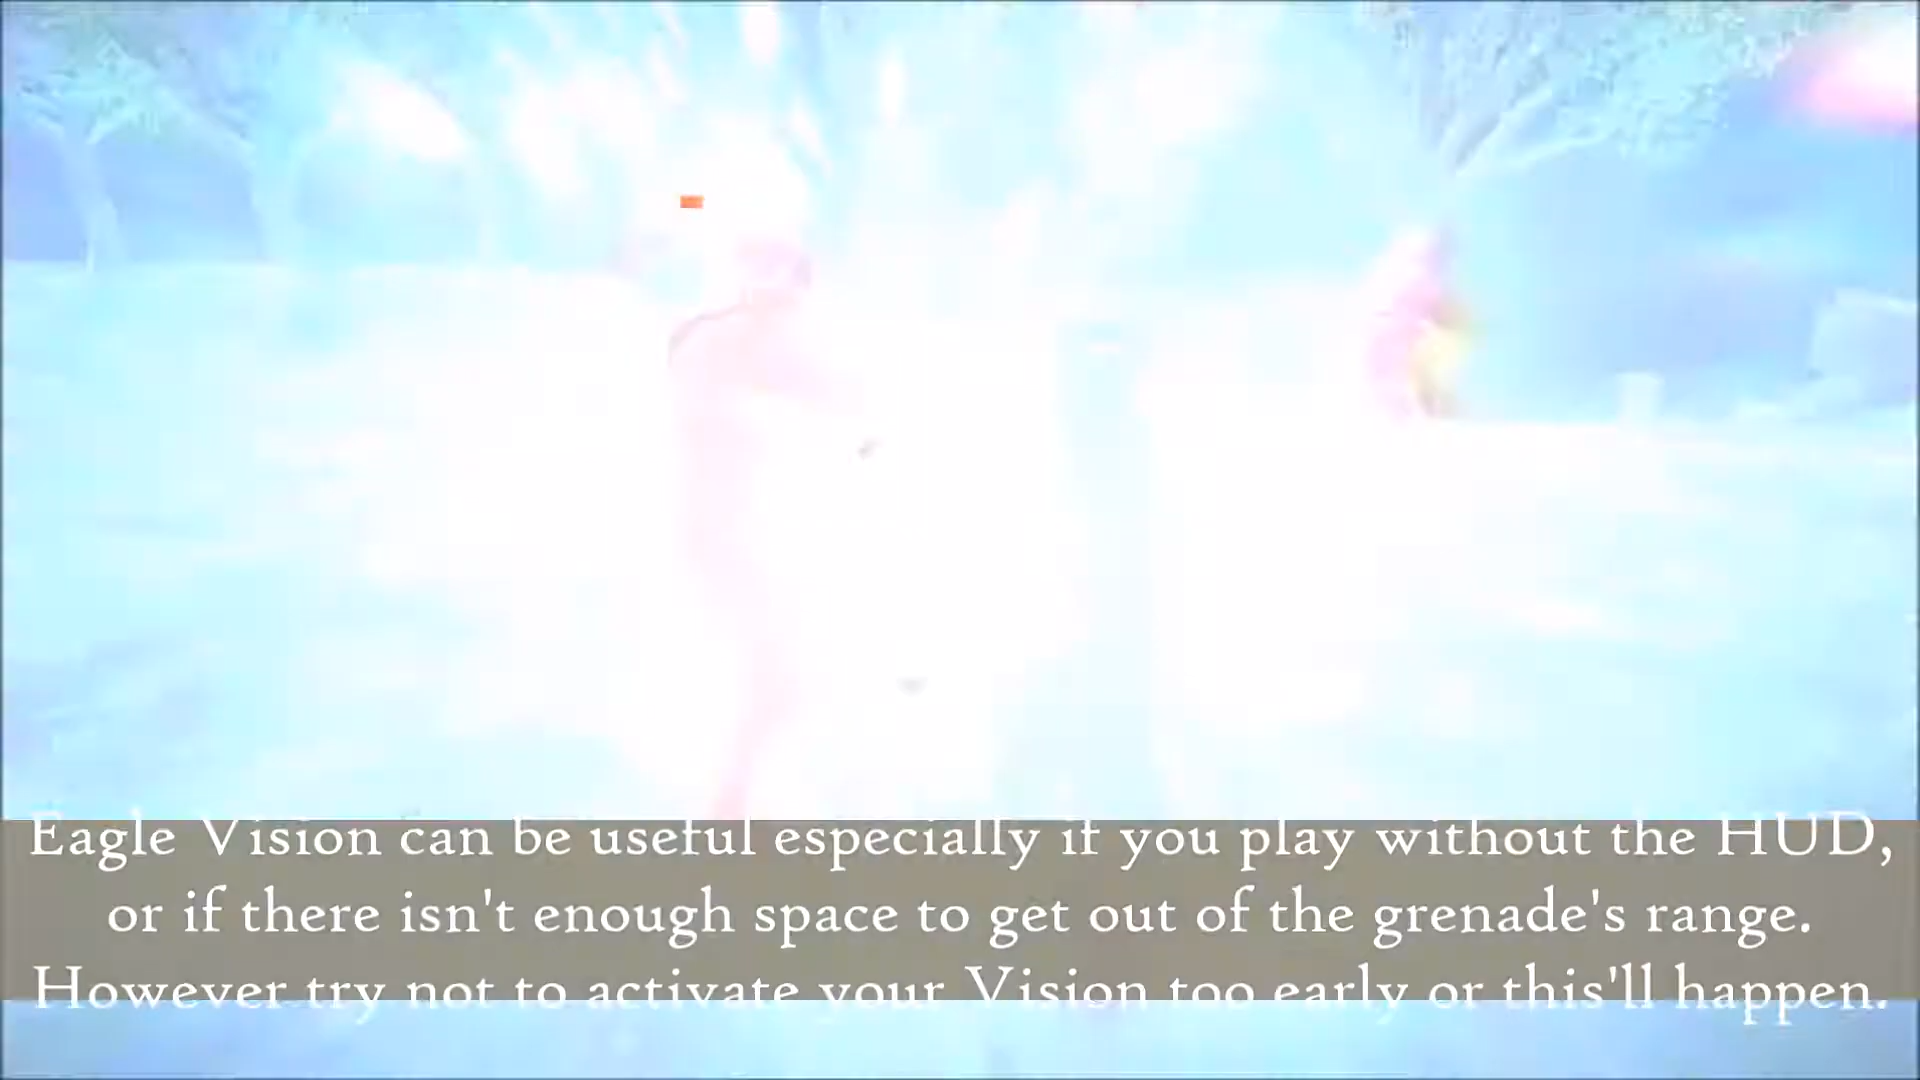 Eagle Vision can be useful especially if you play without the HUD,
or if there isn't enough space to get out of the grenade's range.
However try not to activate your Vision too early or this'll happen.